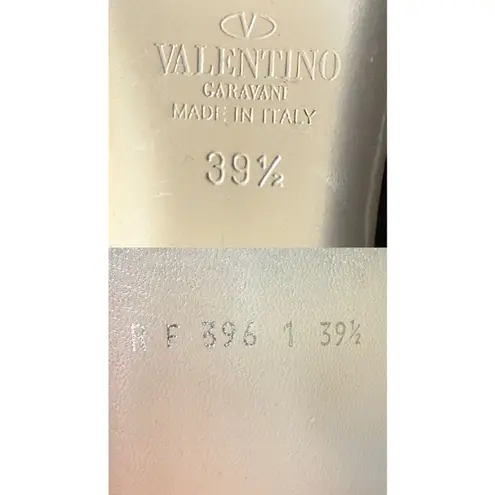 V
VALENTINO
GARAVANI
MADE IN ITALY
39½
R F 396 1 39½